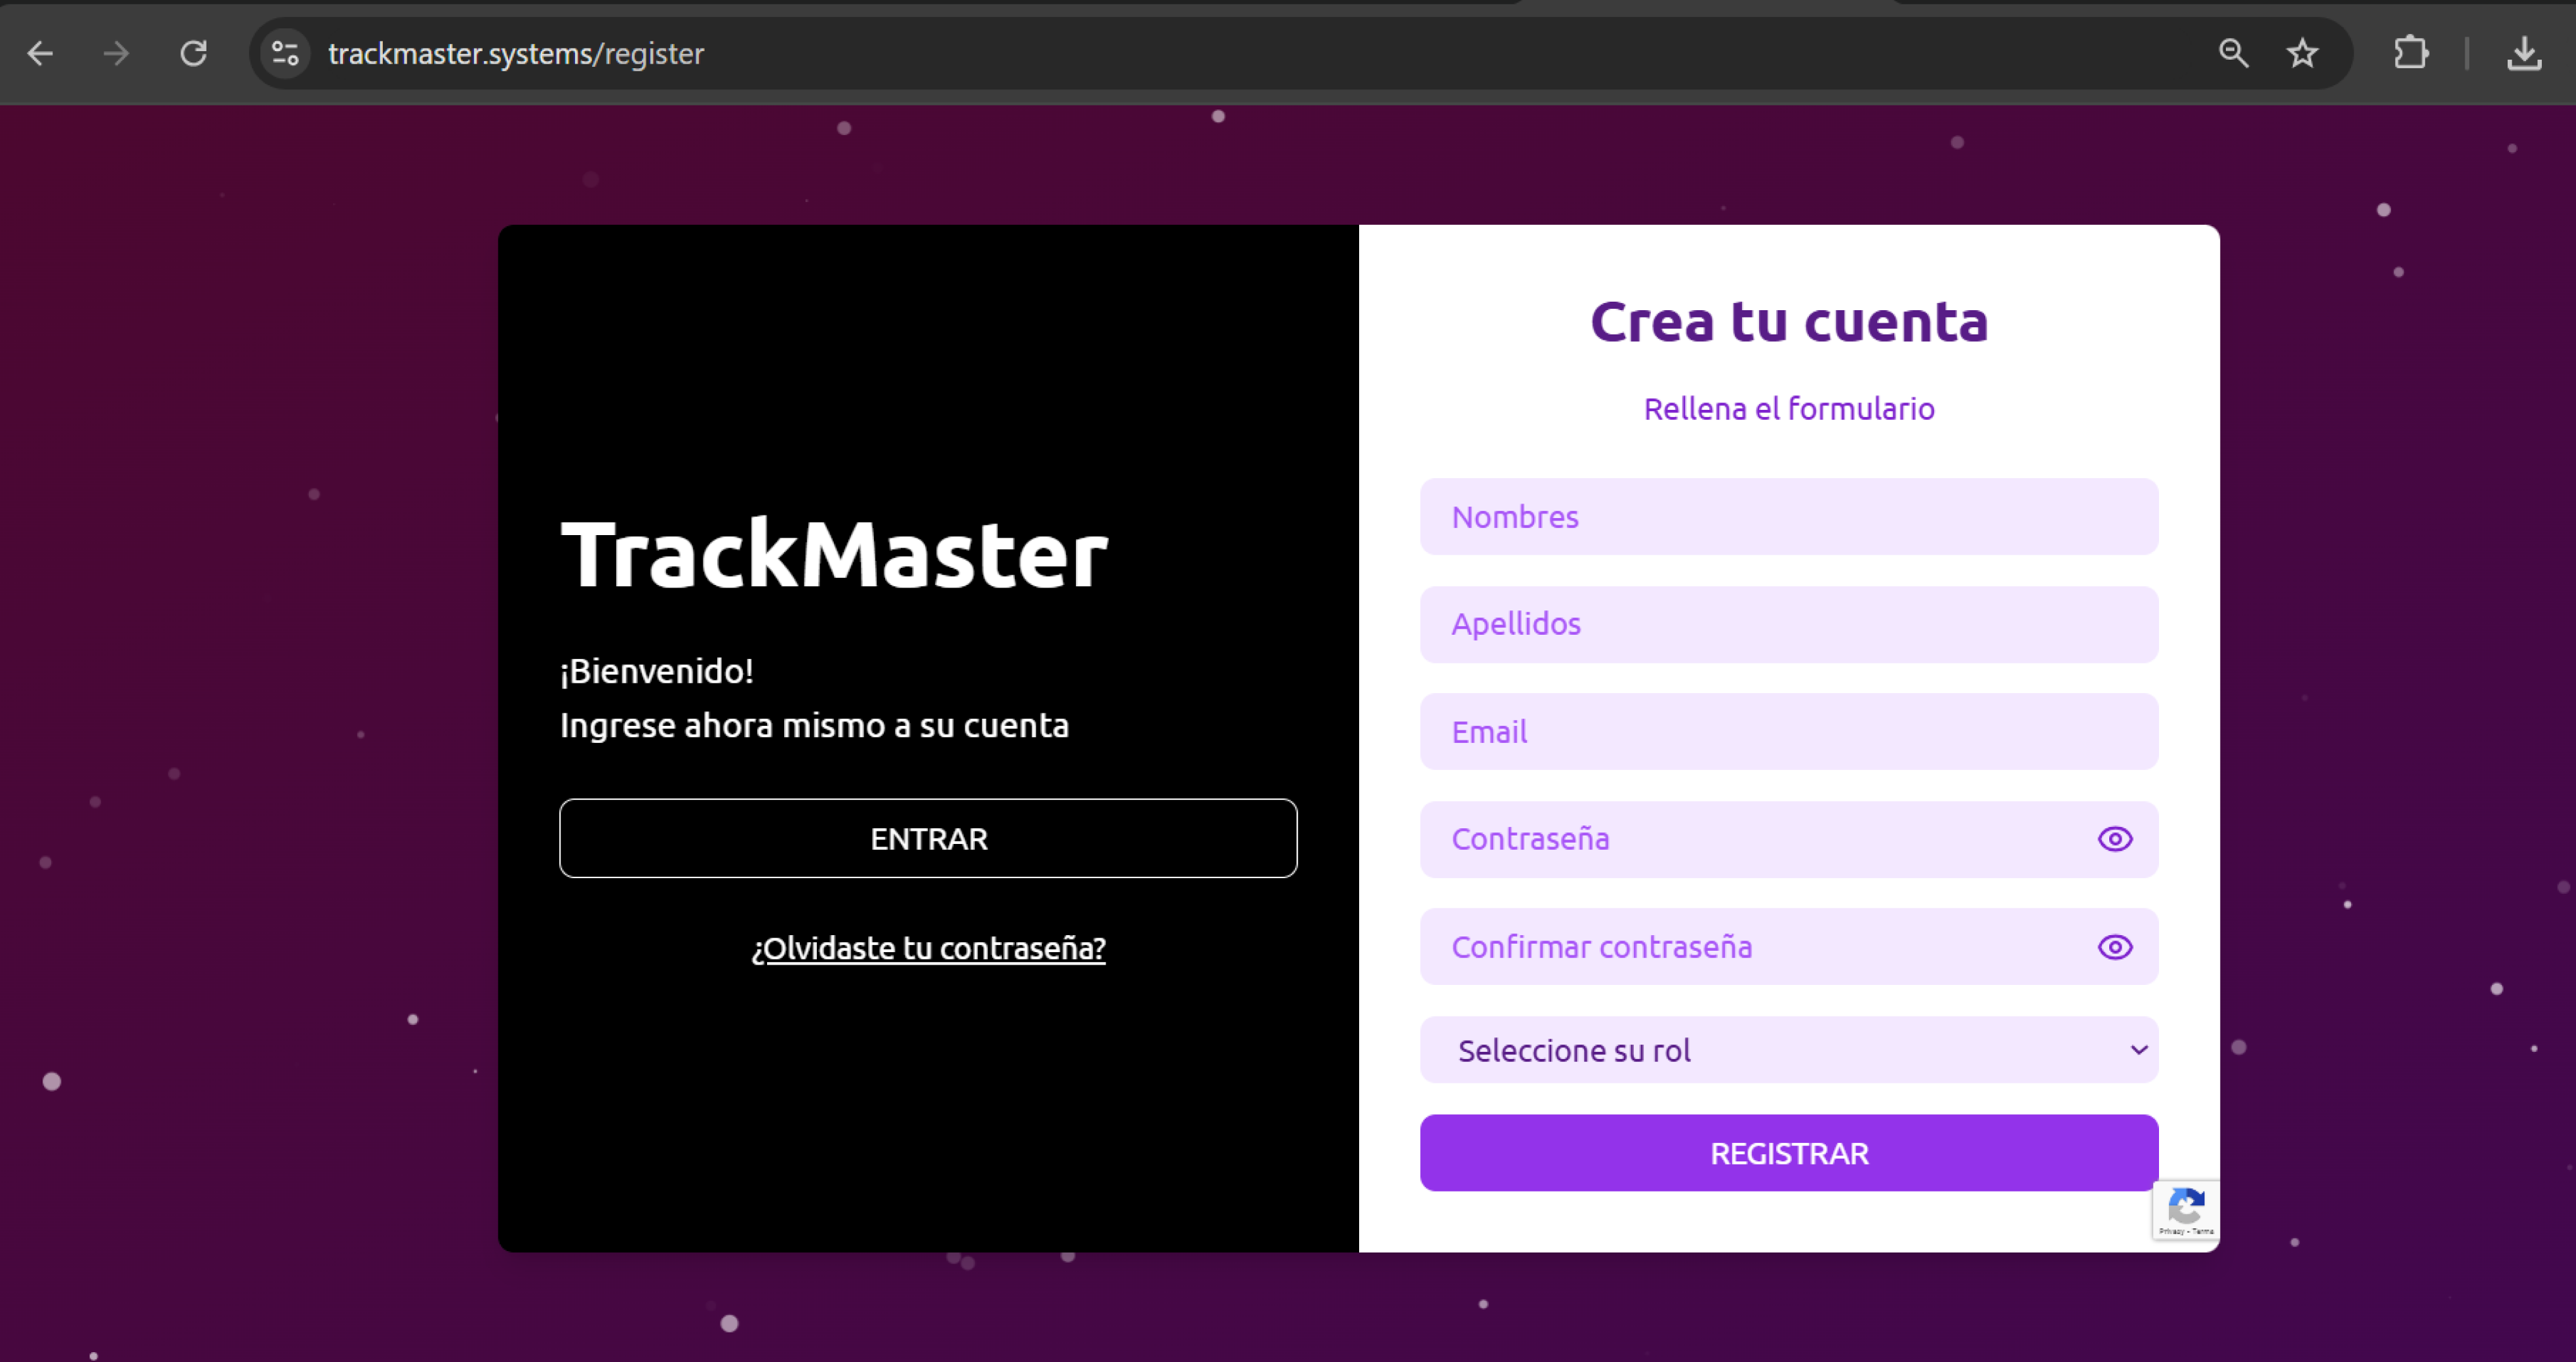 trackmaster.systems/register
TrackMaster
¡Bienvenido!
Ingrese ahora mismo a su cuenta
ENTRAR
¿Olvidaste tu contraseña?
Crea tu cuenta
Rellena el formulario
Nombres
Apellidos
Email
Contraseña
Confirmar contraseña
Seleccione su rol
REGISTRAR
Privacy - Terms